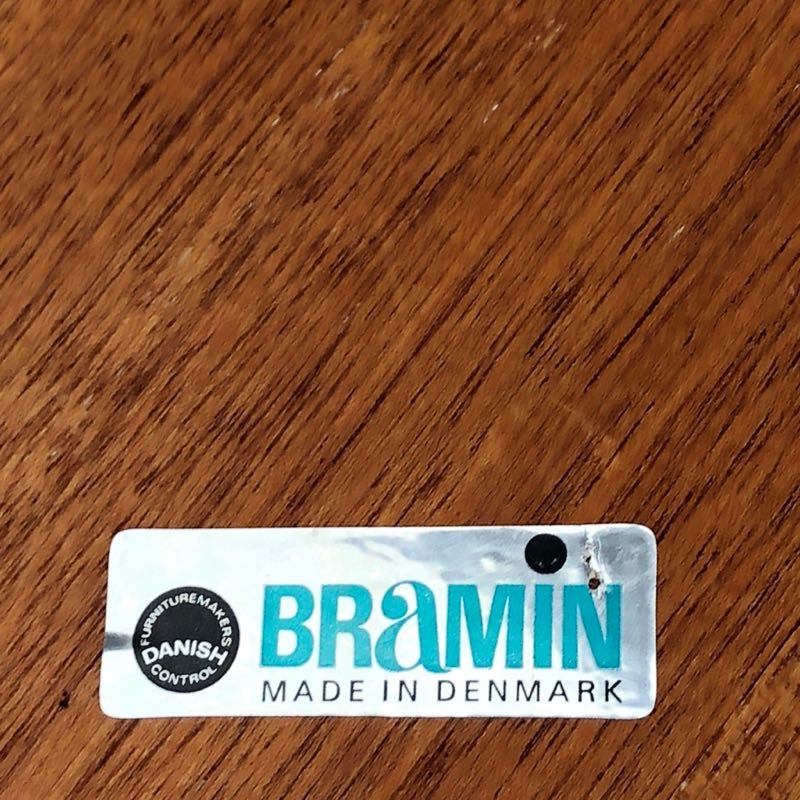 FURNITUREMAKERS
DANISH
CONTROL
BRaMIN
MADE IN DENMARK